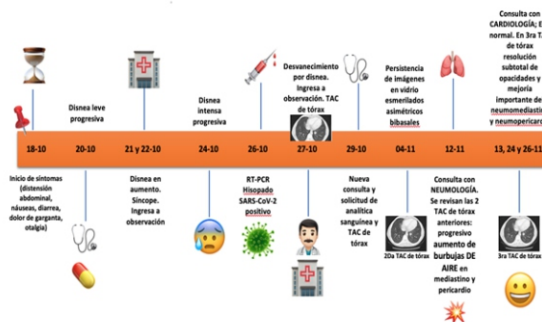 Consulta con
CARDIOLOGÍA;
normal. En 3ra
de tórax
resolución
subtotal de
opacidades y
mejoría
importante de
neumomediastino
y neumopericardio
Desvanecimiento
por disnea.
Ingresa a
observación. TAC
de tórax
Persistencia
de imágenes
en vidrio
esmerilados
asimétricos
bibasales
Disnea leve
progresiva
Disnea
intensa
progresiva
18-10
20-10
21 y 22-10
24-10
26-10
27-10
29-10
04-11
12-11
13, 24 y 26-11
Inicio de síntomas
(distensión
abdominal,
náuseas, diarrea,
dolor de garganta,
otalgia)
Disnea en
aumento.
Síncope.
Ingresa a
observación
RT-PCR
Hisopado
SARS-CoV-2
positivo
Nueva
consulta y
solicitud de
analítica
sanguínea y
TAC de
tórax
2Da TAC de tórax
Consulta con
NEUMOLOGÍA.
Se revisan las 2
TAC de tórax
anteriores:
progresivo
aumento de
burbujas DE
AIRE en
mediastino y
pericardio
3ra TAC de tórax